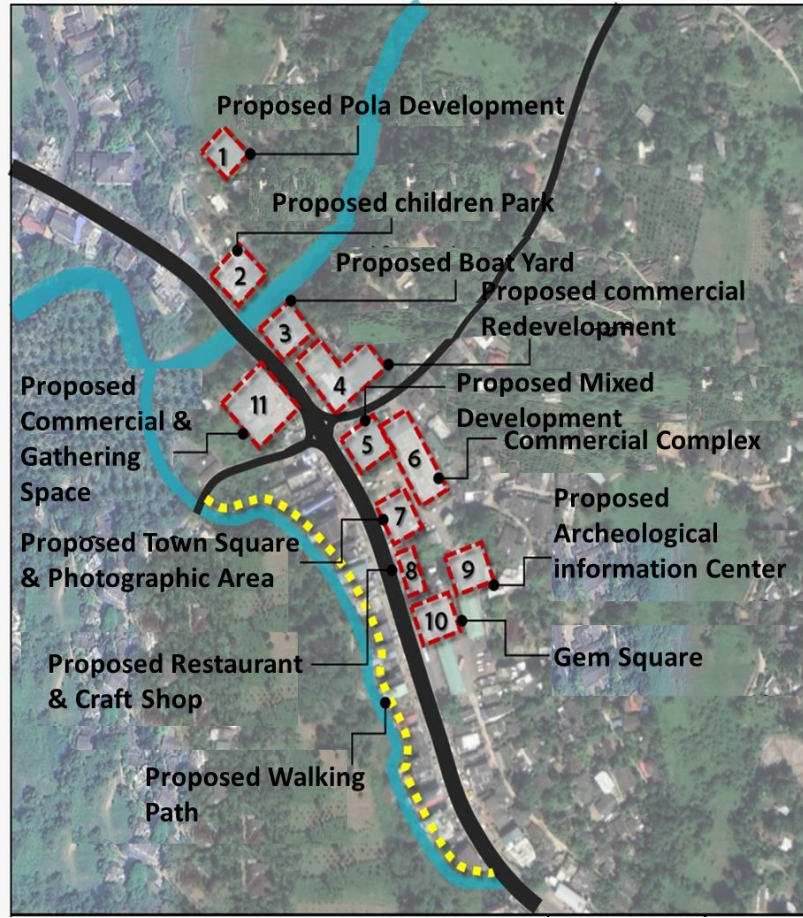 Proposed Pola Development
1
Proposed children Park
2
Proposed Boat Yard
3
Proposed commercial
Redevelopment
4
Proposed
Commercial &
Gathering
Space
11
Proposed Mixed
Development
5
Commercial Complex
6
7
Proposed Town Square
& Photographic Area
Proposed
Archeological
information Center
8
9
10
Proposed Restaurant
& Craft Shop
Gem Square
Proposed Walking
Path